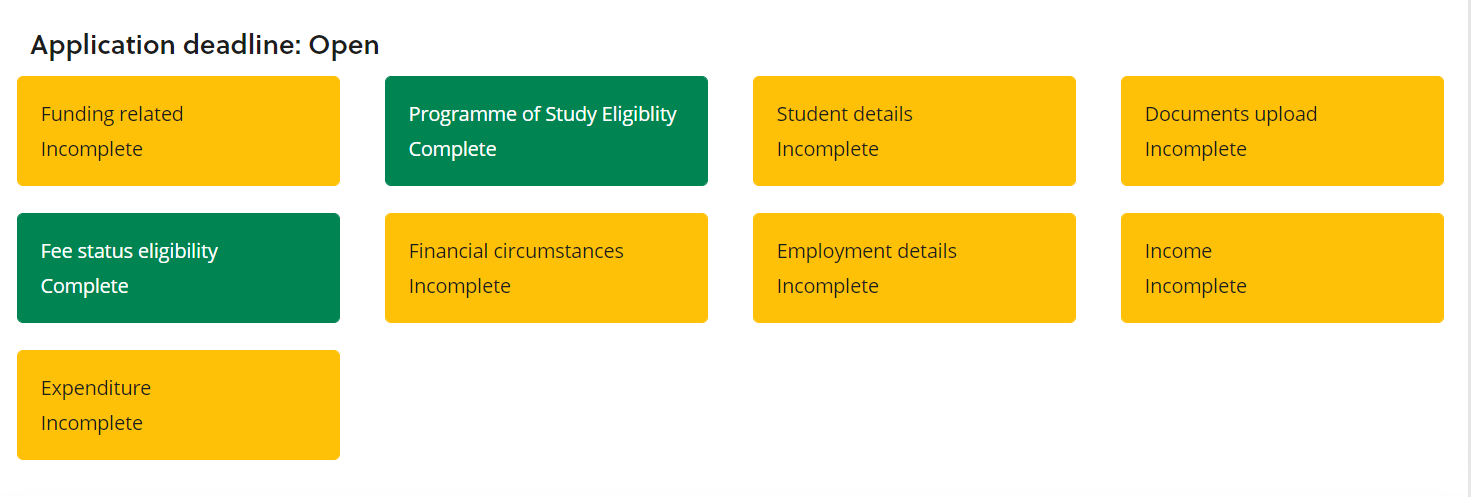 Application deadline: Open
Funding related
Incomplete
Programme of Study Eligiblity
Complete
Student details
Incomplete
Documents upload
Incomplete
Fee status eligibility
Complete
Financial circumstances
Incomplete
Employment details
Incomplete
Income
Incomplete
Expenditure
Incomplete